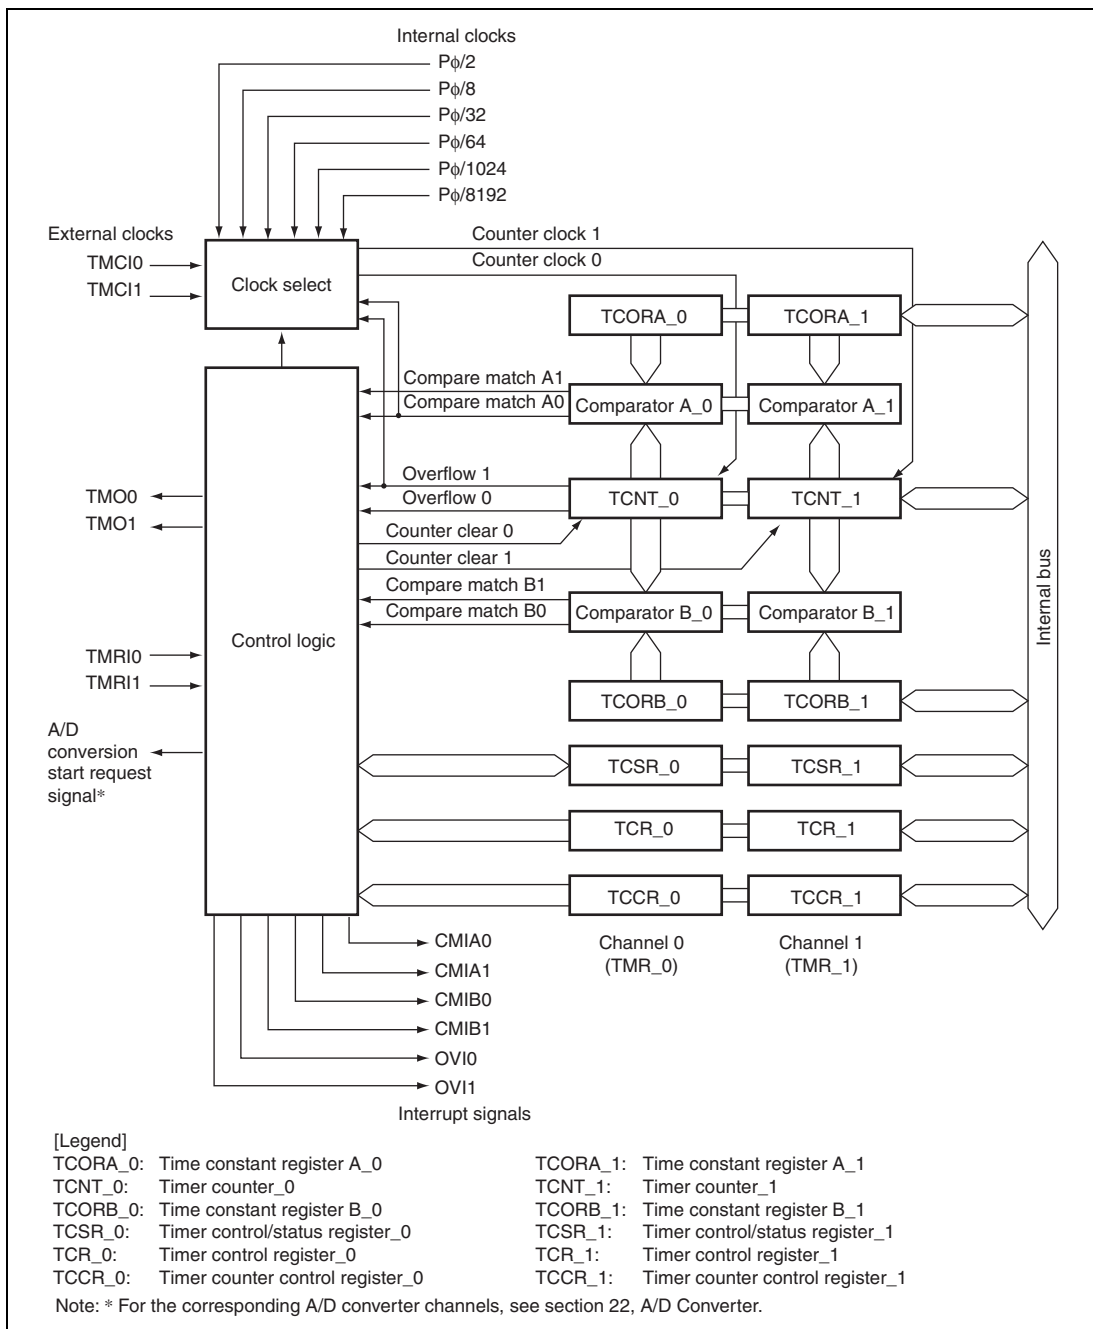 Internal clocks
Pϕ/2
Pϕ/8
Pϕ/32
Pϕ/64
Pϕ/1024
Pϕ/8192
External clocks
TMCI0
TMCI1
Clock select
Counter clock 1
Counter clock 0
TCORA_0
TCORA_1
Compare match A1
Compare match A0
Comparator A_0
Comparator A_1
Overflow 1
Overflow 0
TCNT_0
TCNT_1
TMO0
TMO1
Counter clear 0
Counter clear 1
Compare match B1
Compare match B0
Comparator B_0
Comparator B_1
Control logic
Internal bus
TMRI0
TMRI1
TCORB_0
TCORB_1
A/D
conversion
start request
signal*
TCSR_0
TCSR_1
TCR_0
TCR_1
TCCR_0
TCCR_1
Channel 0
(TMR_0)
Channel 1
(TMR_1)
CMIA0
CMIA1
CMIB0
CMIB1
OVI0
OVI1
Interrupt signals
[Legend]
TCORA_0: Time constant register A_0
TCNT_0: Timer counter_0
TCORB_0: Time constant register B_0
TCSR_0: Timer control/status register_0
TCR_0: Timer control register_0
TCCR_0: Timer counter control register_0
TCORA_1: Time constant register A_1
TCNT_1: Timer counter_1
TCORB_1: Time constant register B_1
TCSR_1: Timer control/status register_1
TCR_1: Timer control register_1
TCCR_1: Timer counter control register_1
Note: * For the corresponding A/D converter channels, see section 22, A/D Converter.